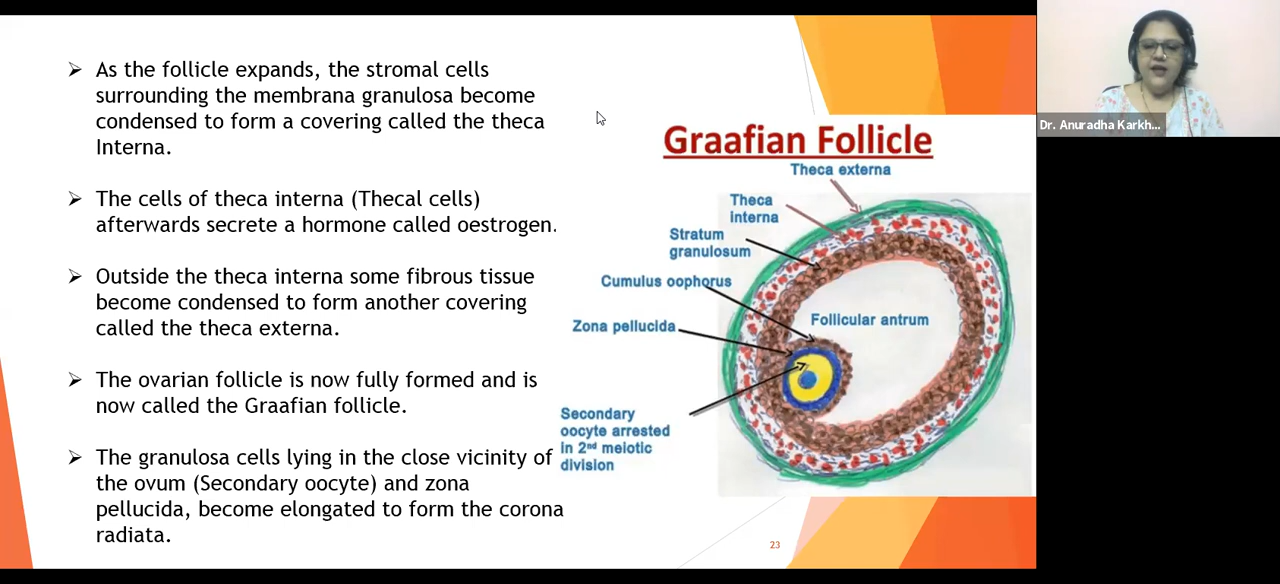 ➢ As the follicle expands, the stromal cells
surrounding the membrana granulosa become
condensed to form a covering called the theca
Interna.
➢ The cells of theca interna (Thecal cells)
afterwards secrete a hormone called oestrogen.
➢ Outside the theca interna some fibrous tissue
become condensed to form another covering
called the theca externa.
➢ The ovarian follicle is now fully formed and is
now called the Graafian follicle.
➢ The granulosa cells lying in the close vicinity of
the ovum (Secondary oocyte) and zona
pellucida, become elongated to form the corona
radiata.
Graafian Follicle
Theca externa
Theca
interna
Stratum
granulosum
Cumulus oophorus
Zona pellucida
Follicular antrum
Secondary
oocyte arrested
in 2nd meiotic
division
23
Dr. Anuradha Karkh...